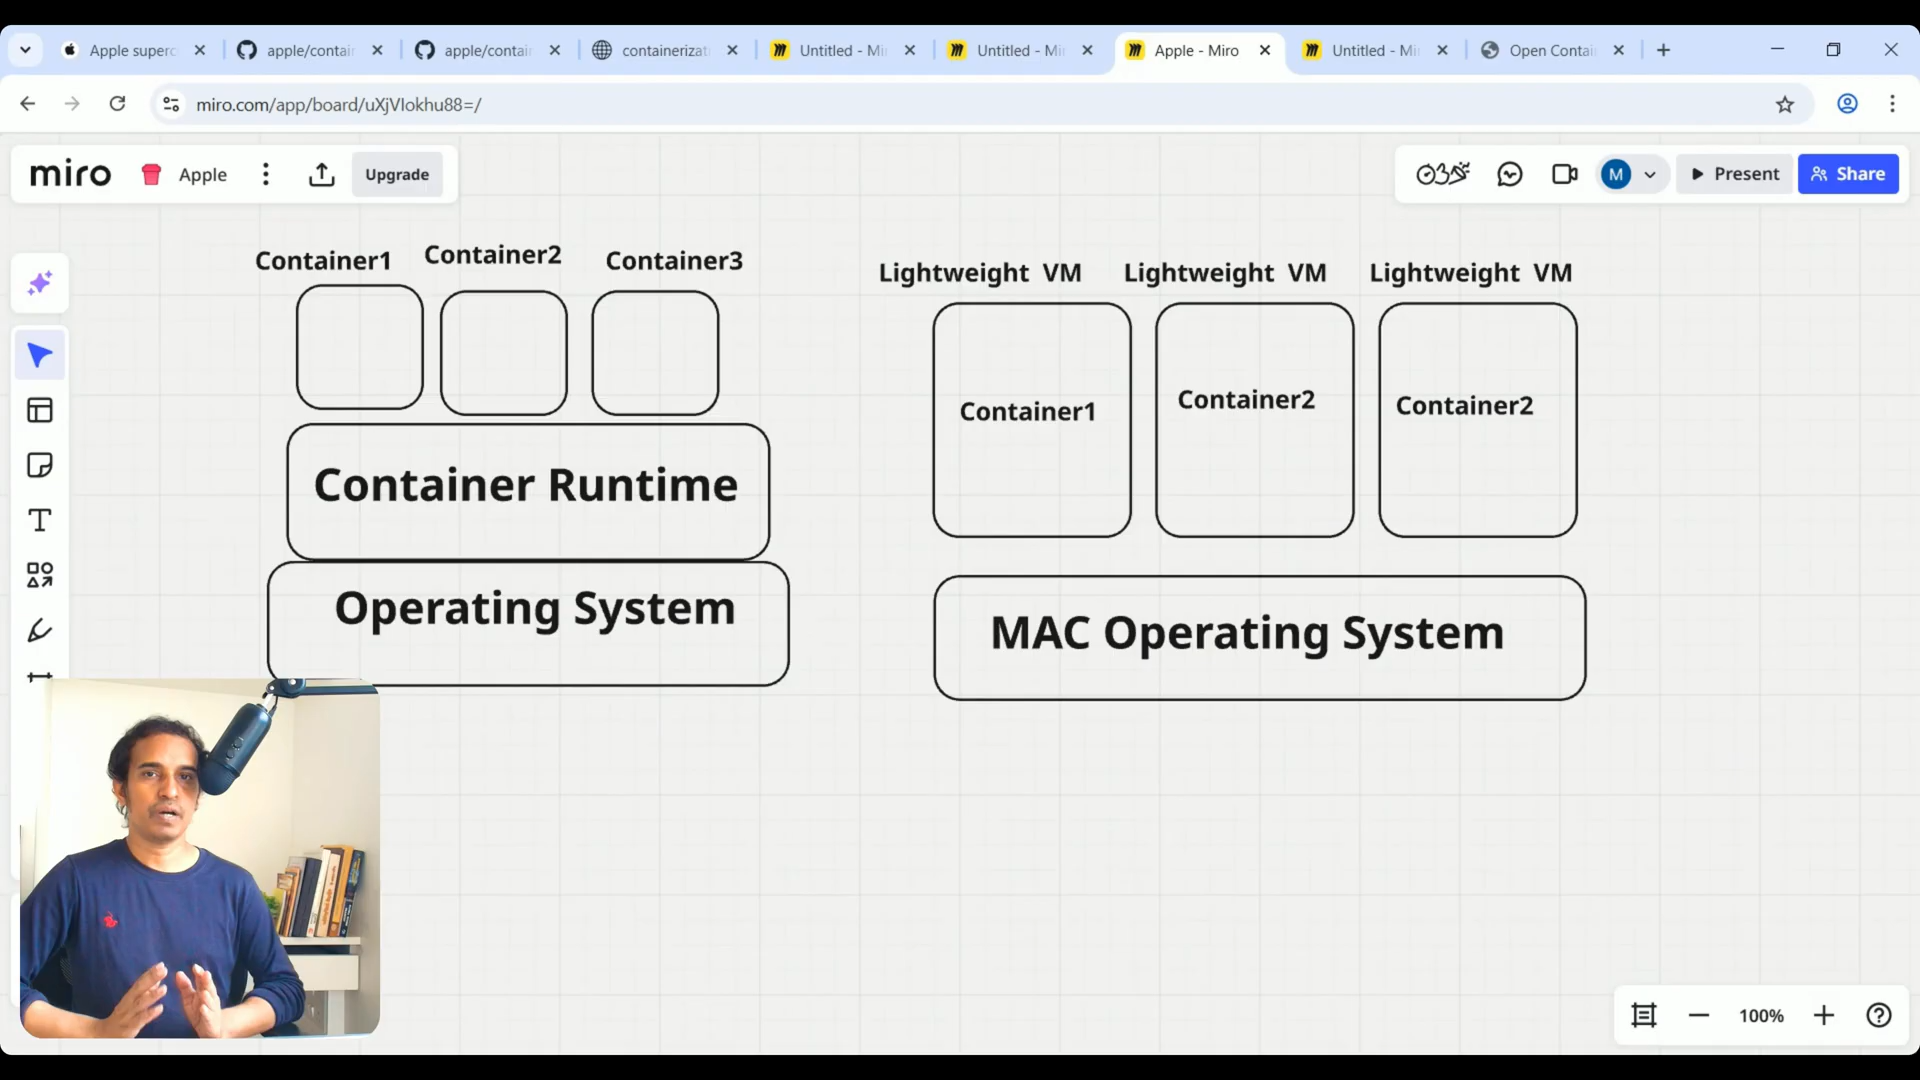 Apple superc
apple/contai
apple/contai
containerizat
Untitled - Mi
Untitled - Mi
Apple - Miro
Untitled - Mi
Open Contai
miro.com/app/board/uXjVIokhu88=/
miro
Apple
Upgrade
M
Present
Share
Container1
Container2
Container3
Container Runtime
Operating System
Lightweight VM
Lightweight VM
Lightweight VM
Container1
Container2
Container2
MAC Operating System
100%